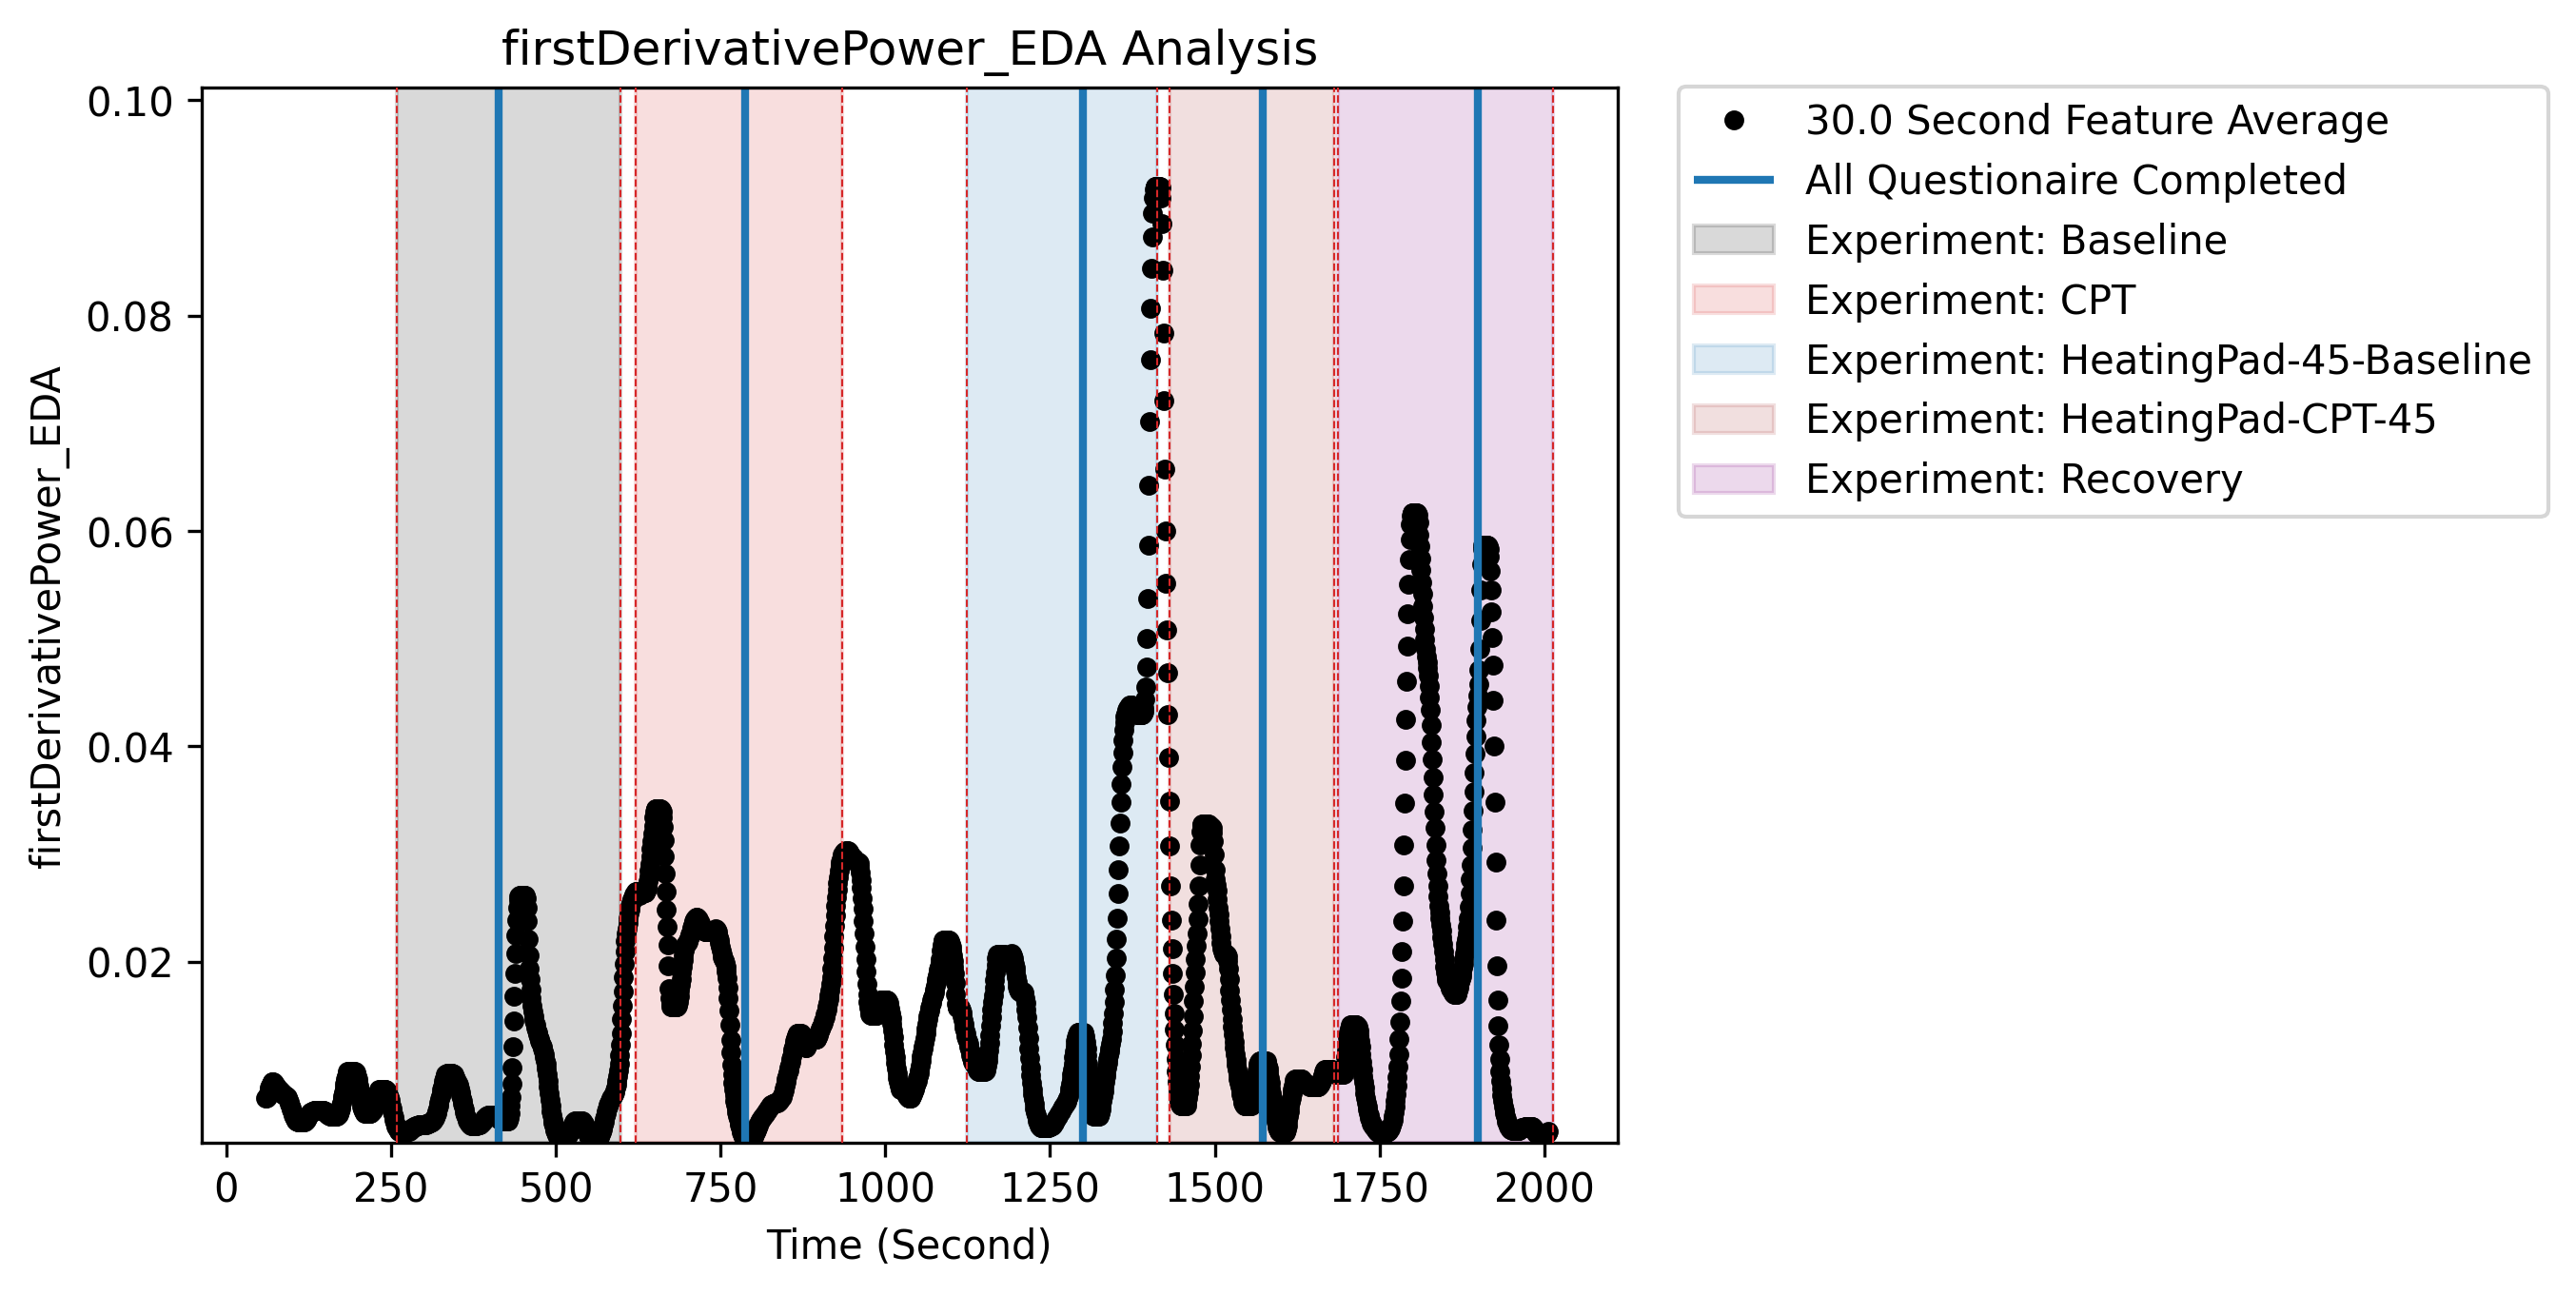 firstDerivativePower_EDA Analysis
0.10
0.08
0.06
0.04
0.02
firstDerivativePower_EDA
0 250 500 750 1000 1250 1500 1750 2000
Time (Second)
30.0 Second Feature Average
All Questionaire Completed
Experiment: Baseline
Experiment: CPT
Experiment: HeatingPad-45-Baseline
Experiment: HeatingPad-CPT-45
Experiment: Recovery